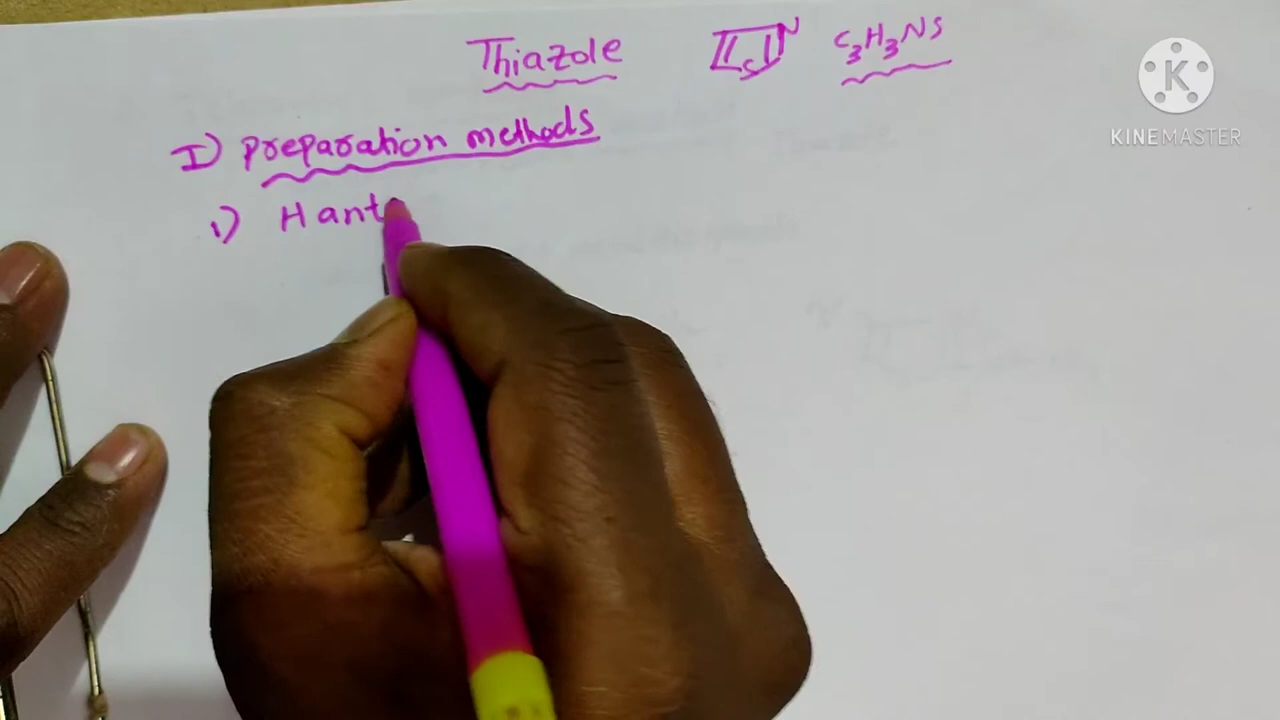 Thiazole N S C3H3NS
I) Preparation methods
1) Hant
K
KINEMASTER